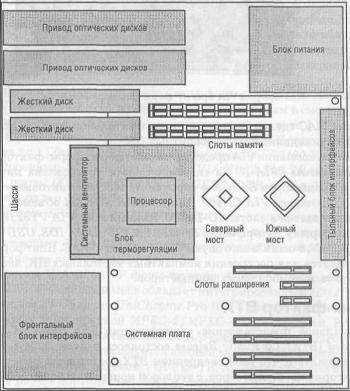 Привод оптических дисков
Блок питания
Привод оптических дисков
Жесткий диск
Жесткий диск
Слоты памяти
Шасси
Системный вентилятор
Процессор
Блок
терморегуляции
Северный
мост
Южный
мост
Тыльный блок интерфейсов
Слоты расширения
Фронтальный
блок интерфейсов
Системная плата